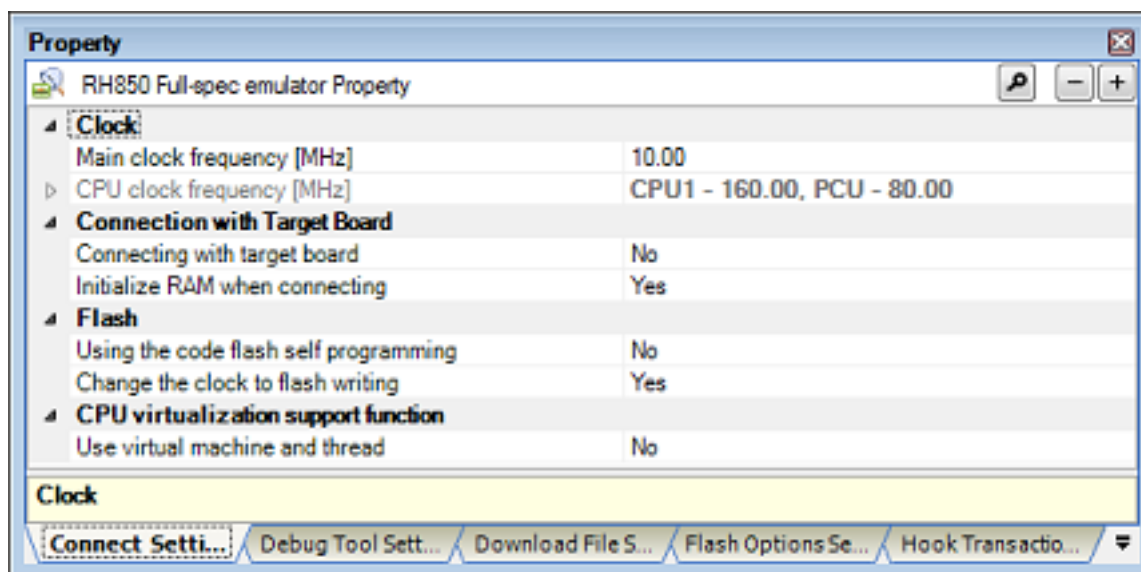 Property
RH850 Full-spec emulator Property
Clock
Main clock frequency [MHz] 10.00
CPU clock frequency [MHz] CPU1 - 160.00, PCU - 80.00
Connection with Target Board
Connecting with target board No
Initialize RAM when connecting Yes
Flash
Using the code flash self programming No
Change the clock to flash writing Yes
CPU virtualization support function
Use virtual machine and thread No
Clock
Connect Setti... Debug Tool Sett... Download File S... Flash Options Se... Hook Transactio...